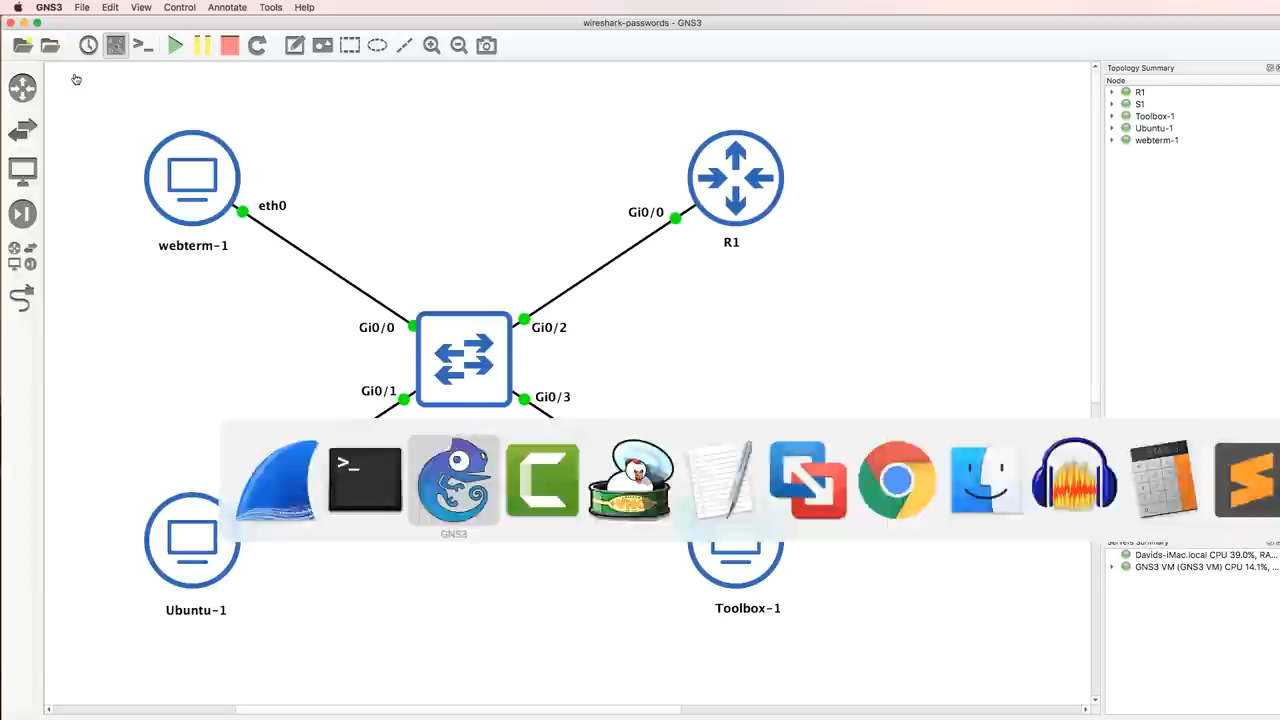 GNS3 File Edit View Control Annotate Tools Help
wireshark-passwords - GNS3
Topology Summary
Node
R1
S1
Toolbox-1
Ubuntu-1
webterm-1
eth0
webterm-1
Gi0/0
R1
Gi0/0
Gi0/2
Gi0/1
Gi0/3
>_
GNS3
Servers Summary
Davids-iMac.local CPU 39.0%, RA...
GNS3 VM (GNS3 VM) CPU 14.1%, ...
Ubuntu-1
Toolbox-1